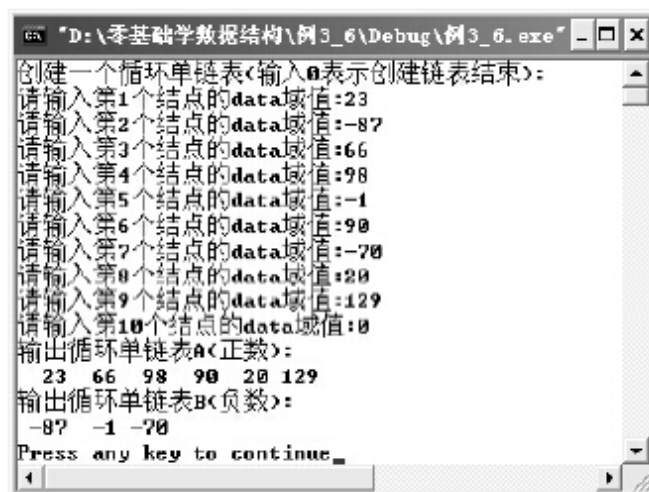 "D:\零基础学数据结构\例3_6\Debug\例3_6.exe"
创建一个循环单链表(输入0表示创建链表结束):
请输入第1个结点的data域值:23
请输入第2个结点的data域值:-87
请输入第3个结点的data域值:66
请输入第4个结点的data域值:98
请输入第5个结点的data域值:-1
请输入第6个结点的data域值:90
请输入第7个结点的data域值:-70
请输入第8个结点的data域值:20
请输入第9个结点的data域值:129
请输入第10个结点的data域值:0
输出循环单链表A(正数):
23 66 98 90 20 129
输出循环单链表B(负数):
-87 -1 -70
Press any key to continue_